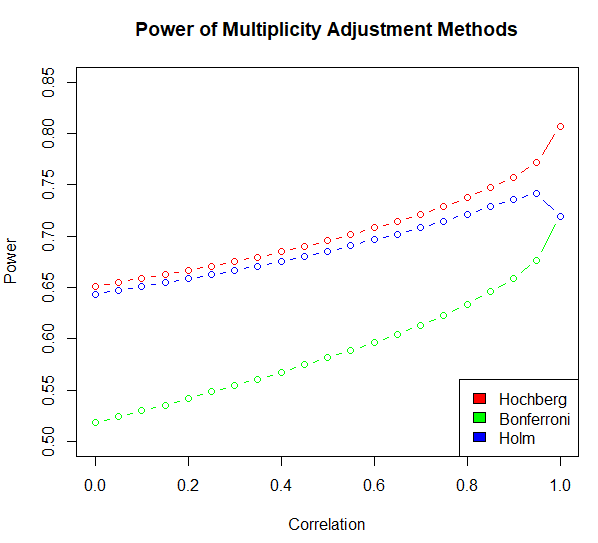 Power of Multiplicity Adjustment Methods
0.85
0.80
0.75
0.70
0.65
0.60
0.55
0.50
Power
Hochberg
Bonferroni
Holm
0.0 0.2 0.4 0.6 0.8 1.0
Correlation